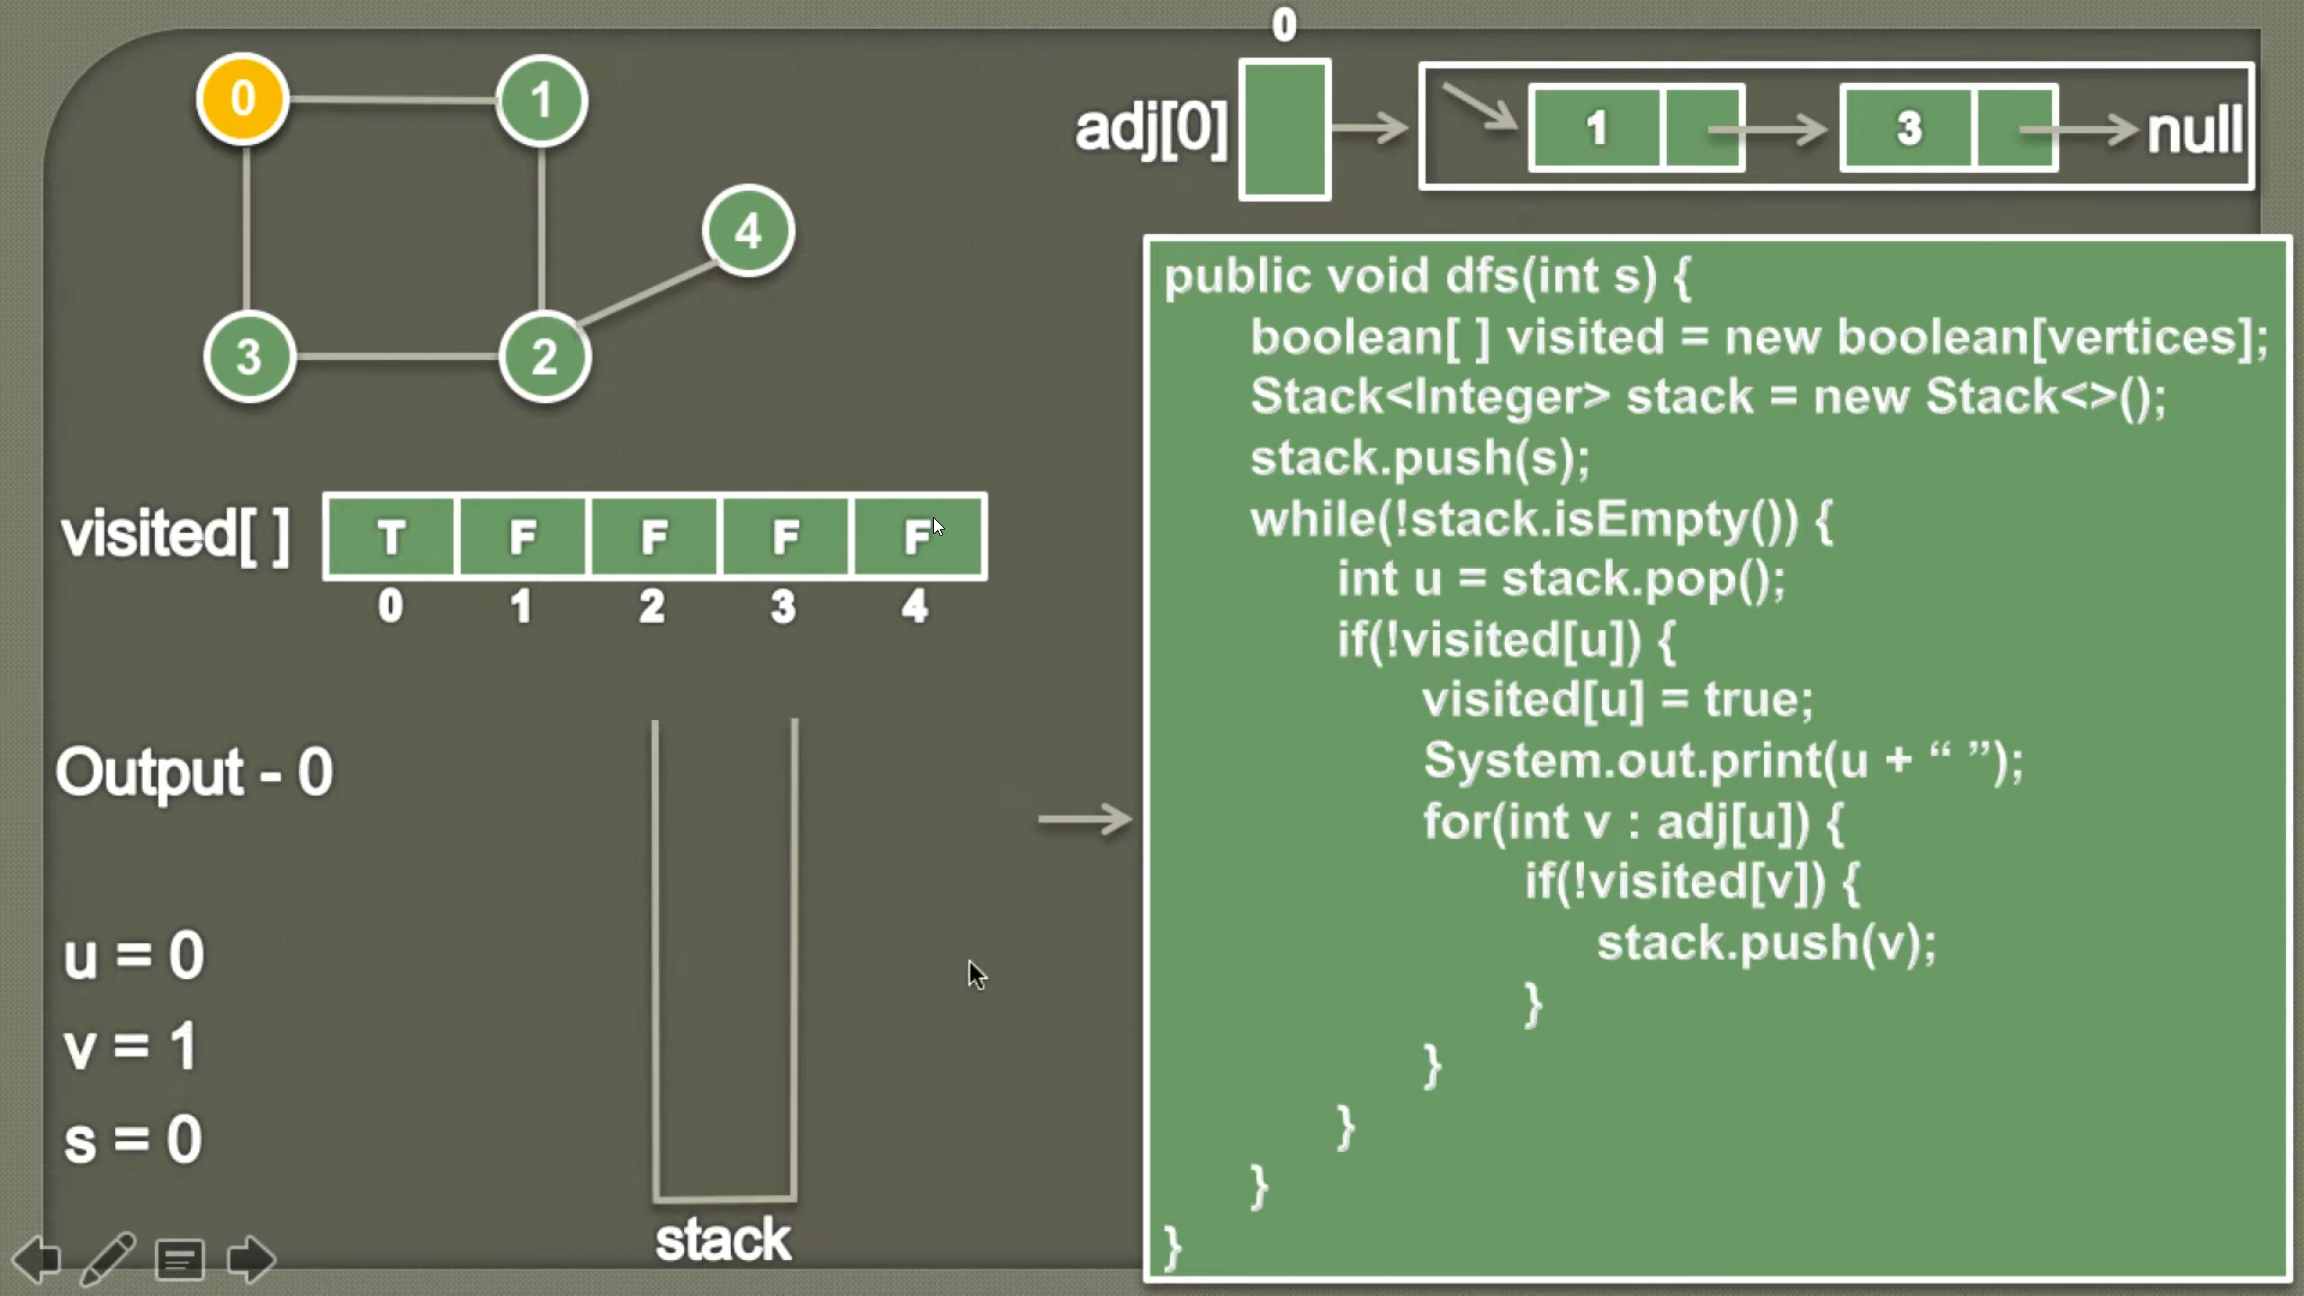 0
0 1
adj[0] 1 3 null
4
3 2
visited[ ] T F F F F
0 1 2 3 4
Output - 0
u = 0
v = 1
s = 0
stack
public void dfs(int s) {
boolean[ ] visited = new boolean[vertices];
Stack<Integer> stack = new Stack<>();
stack.push(s);
while(!stack.isEmpty()) {
int u = stack.pop();
if(!visited[u]) {
visited[u] = true;
System.out.print(u + “ ”);
for(int v : adj[u]) {
if(!visited[v]) {
stack.push(v);
}
}
}
}
}